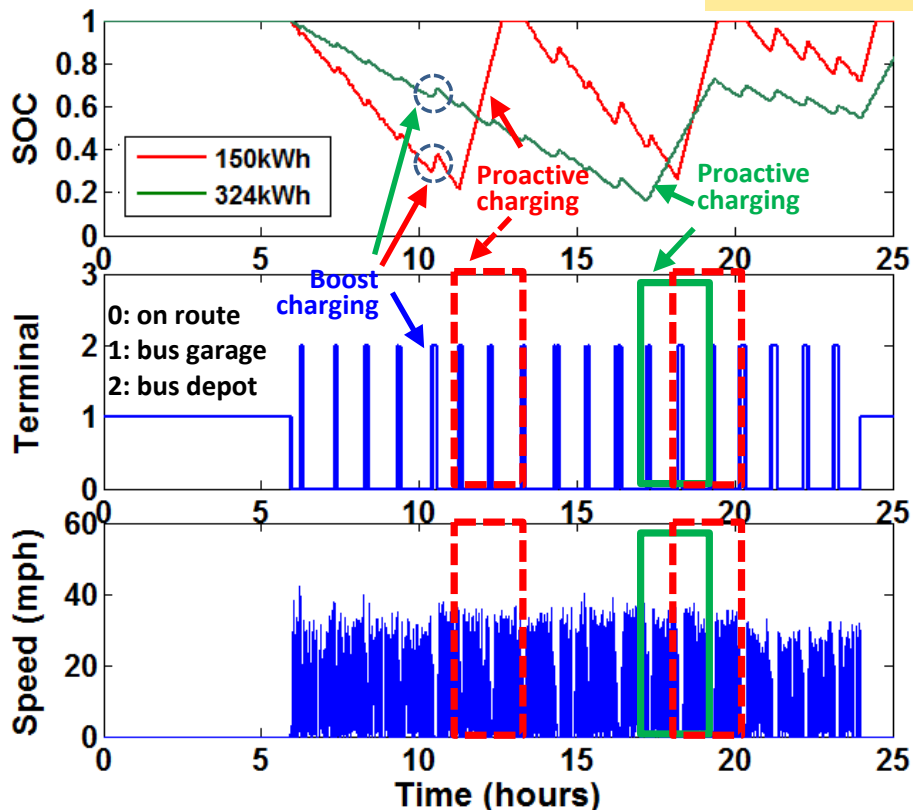 1
0.8
0.6
0.4
0.2
0
SOC
150kWh
324kWh
Proactive
charging
Proactive
charging
0 5 10 15 20 25
Boost
charging
3
2
1
0
Terminal
0: on route
1: bus garage
2: bus depot
0 5 10 15 20 25
60
40
20
0
Speed (mph)
0 5 10 15 20 25
Time (hours)